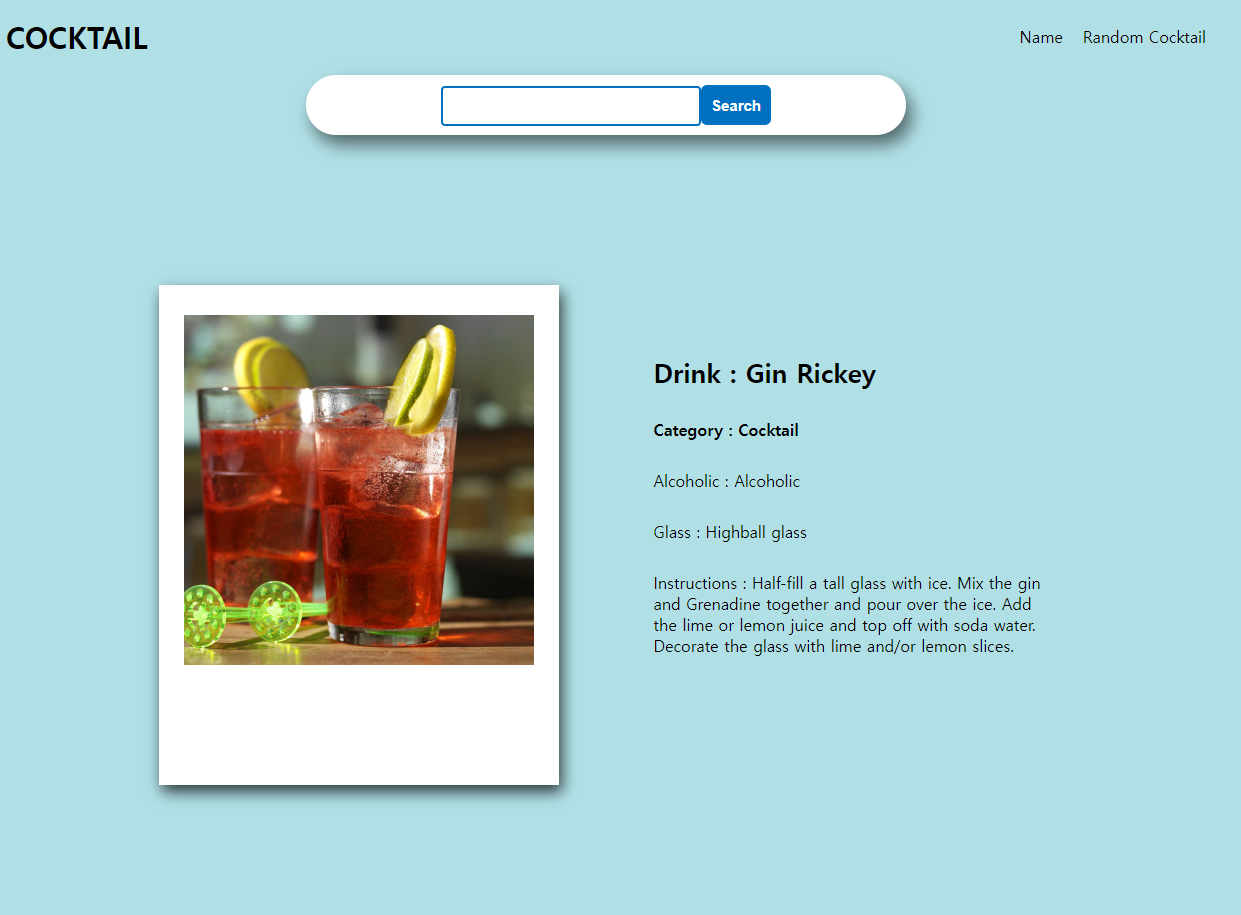 COCKTAIL
Name
Random Cocktail
Search
Drink : Gin Rickey
Category : Cocktail
Alcoholic : Alcoholic
Glass : Highball glass
Instructions : Half-fill a tall glass with ice. Mix the gin
and Grenadine together and pour over the ice. Add
the lime or lemon juice and top off with soda water.
Decorate the glass with lime and/or lemon slices.